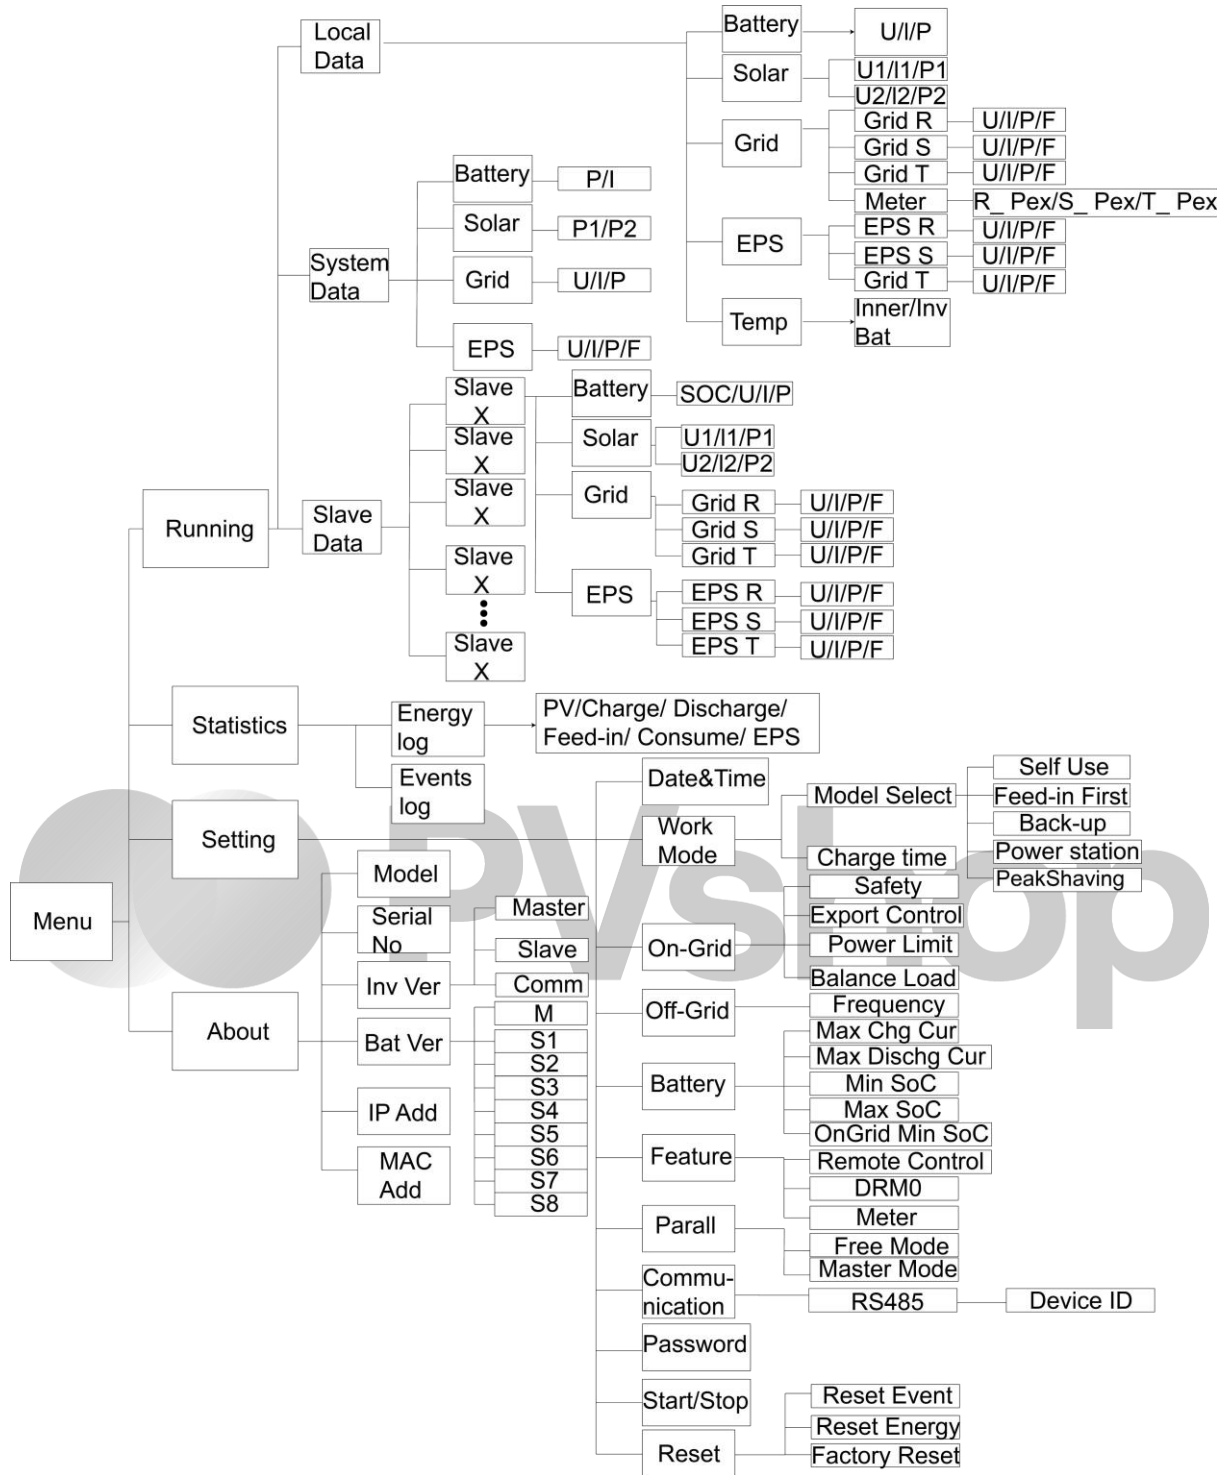 Local
Data
Battery
U/I/P
Solar
U1/I1/P1
U2/I2/P2
Grid
Grid R
U/I/P/F
Grid S
U/I/P/F
Grid T
U/I/P/F
Meter
R_ Pex/S_ Pex/T_ Pex
EPS
EPS R
U/I/P/F
EPS S
U/I/P/F
Grid T
U/I/P/F
Temp
Inner/Inv
Bat
System
Data
Battery
P/I
Solar
P1/P2
Grid
U/I/P
EPS
U/I/P/F
Running
Slave
Data
Slave
X
Slave
X
Slave
X
Slave
X
Slave
X
Battery
SOC/U/I/P
Solar
U1/I1/P1
U2/I2/P2
Grid
Grid R
U/I/P/F
Grid S
U/I/P/F
Grid T
U/I/P/F
EPS
EPS R
U/I/P/F
EPS S
U/I/P/F
EPS T
U/I/P/F
Statistics
Energy
log
PV/Charge/ Discharge/
Feed-in/ Consume/ EPS
Events
log
Setting
Menu
About
Model
Serial
No
Inv Ver
Master
Slave
Comm
Bat Ver
M
S1
S2
S3
S4
S5
S6
S7
S8
IP Add
MAC
Add
Date&Time
Work
Mode
Model Select
Self Use
Feed-in First
Back-up
Power station
PeakShaving
Charge time
On-Grid
Safety
Export Control
Power Limit
Balance Load
Off-Grid
Frequency
Battery
Max Chg Cur
Max Dischg Cur
Min SoC
Max SoC
OnGrid Min SoC
Feature
Remote Control
DRM0
Meter
Parall
Free Mode
Master Mode
Commu-
nication
RS485
Device ID
Password
Start/Stop
Reset
Reset Event
Reset Energy
Factory Reset
PVshop